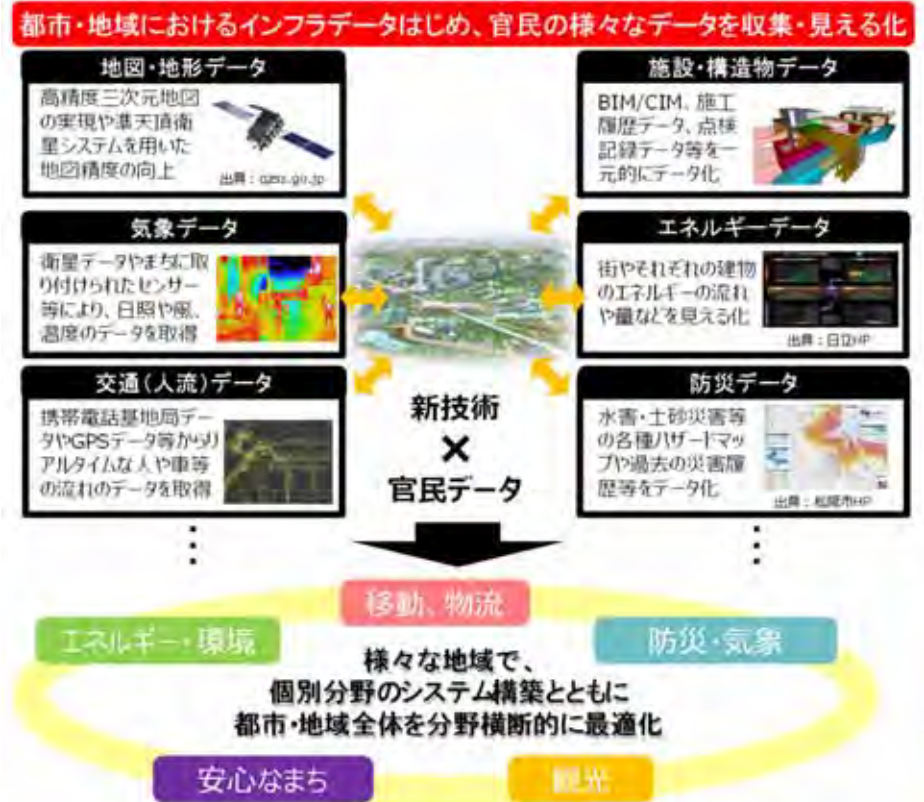 都市・地域におけるインフラデータはじめ、官民の様々なデータを収集・見える化
地図・地形データ
高精度三次元地図
の実現や準天頂衛
星システムを用いた
地図精度の向上
出典：qzss.go.jp
施設・構造物データ
BIM/CIM、施工
履歴データ、点検
記録データ等を一
元的にデータ化
気象データ
衛星データやまちに取
り付けられたセンサー
等により、日照や風、
温度のデータを取得
エネルギーデータ
街やそれぞれの建物
のエネルギーの流れ
や量などを見える化
出典：日立HP
交通（人流）データ
携帯電話基地局デー
タやGPSデータ等からリ
アルタイムな人や車等
の流れのデータを取得
防災データ
水害・土砂災害等
の各種ハザードマッ
プや過去の災害履
歴等をデータ化
新技術
×
官民データ
移動、物流
エネルギー・環境
防災・気象
様々な地域で、
個別分野のシステム構築とともに
都市・地域全体を分野横断的に最適化
安心なまち
観光